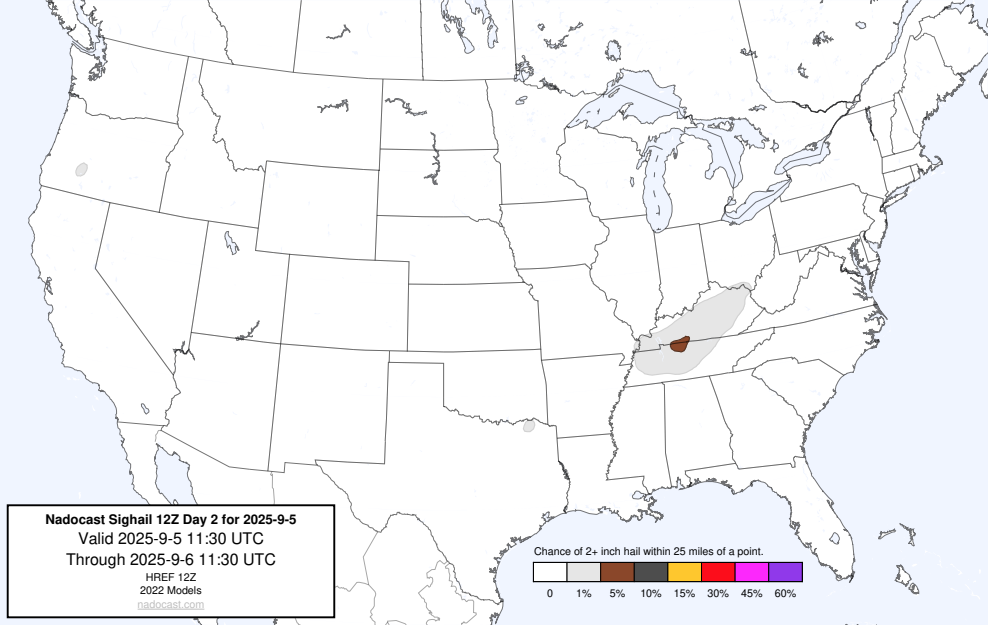 Nadocast Sighail 12Z Day 2 for 2025-9-5
Valid 2025-9-5 11:30 UTC
Through 2025-9-6 11:30 UTC
HREF 12Z
2022 Models
nadocast.com
Chance of 2+ inch hail within 25 miles of a point.
0 1% 5% 10% 15% 30% 45% 60%